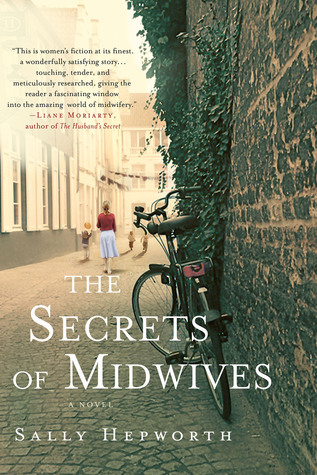 "This is women's fiction at its finest,
a wonderfully satisfying story…
touching, tender, and
meticulously researched, giving the
reader a fascinating window
into the amazing world of midwifery."
—LIANE MORIARTY,
author of The Husband's Secret
THE
SECRETS
OF MIDWIVES
A NOVEL
SALLY HEPWORTH